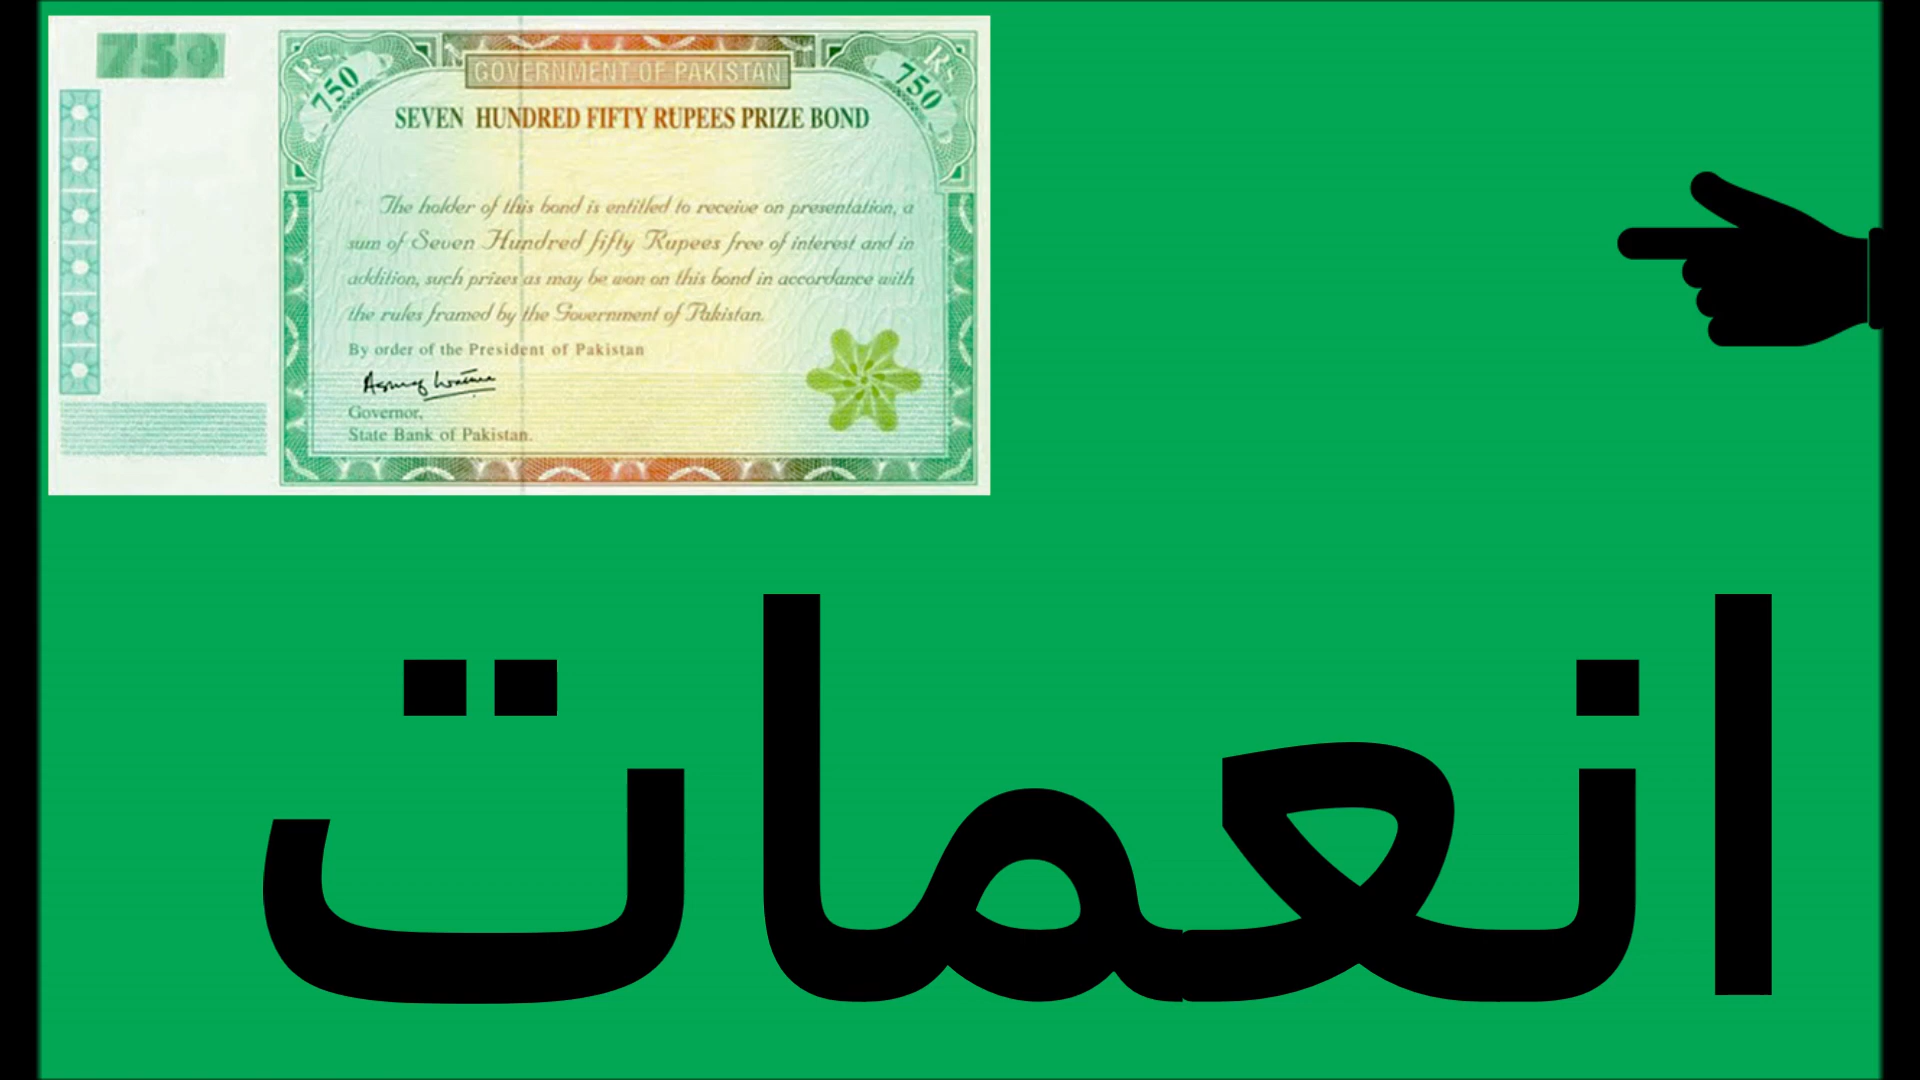 750
Rs 750
Rs 750
GOVERNMENT OF PAKISTAN
SEVEN HUNDRED FIFTY RUPEES PRIZE BOND
The holder of this bond is entitled to receive on presentation, a
sum of Seven Hundred fifty Rupees free of interest and in
addition, such prizes as may be won on this bond in accordance with
the rules framed by the Government of Pakistan.
By order of the President of Pakistan
Governor,
State Bank of Pakistan.
انعمات